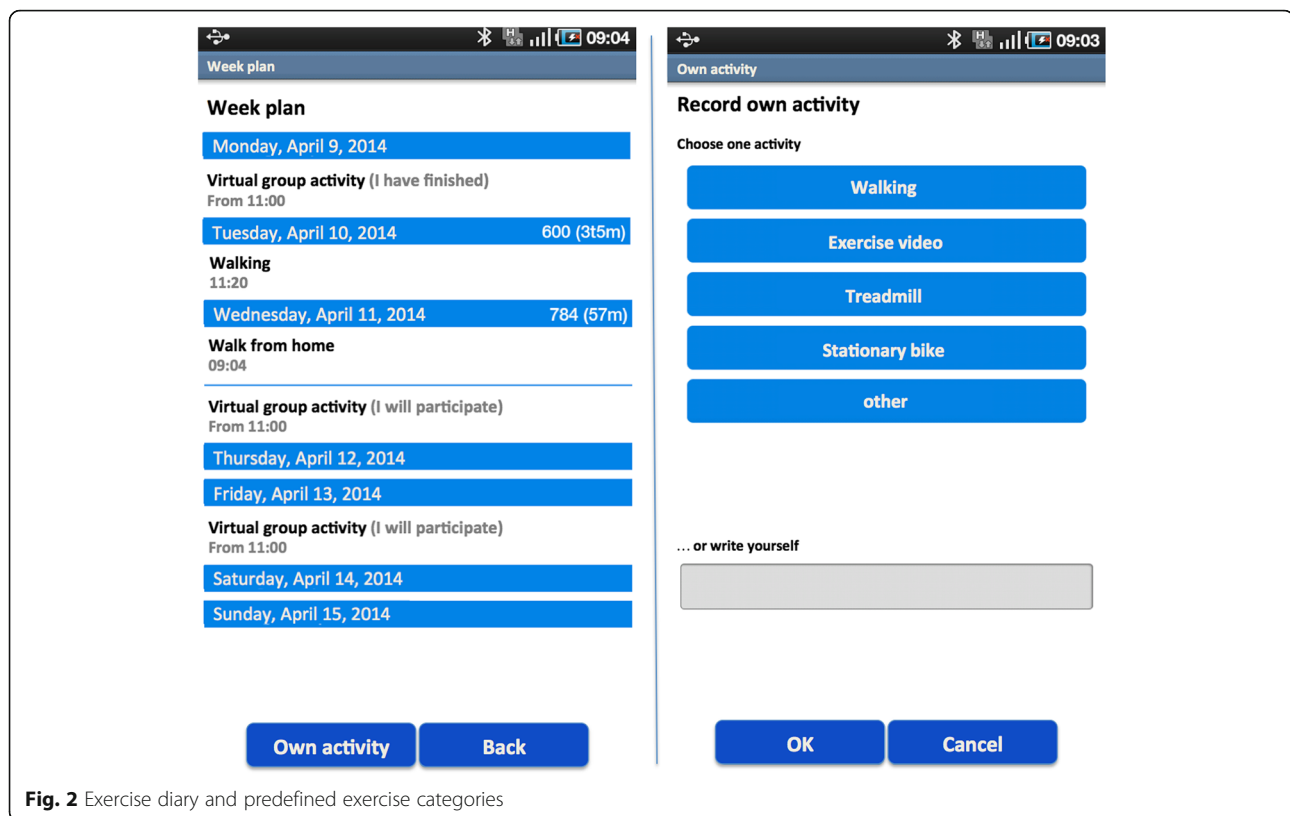 09:04
Week plan
Week plan
Monday, April 9, 2014
Virtual group activity (I have finished)
From 11:00
Tuesday, April 10, 2014 600 (3t5m)
Walking
11:20
Wednesday, April 11, 2014 784 (57m)
Walk from home
09:04
Virtual group activity (I will participate)
From 11:00
Thursday, April 12, 2014
Friday, April 13, 2014
Virtual group activity (I will participate)
From 11:00
Saturday, April 14, 2014
Sunday, April 15, 2014
Own activity Back
H 09:03
Own activity
Record own activity
Choose one activity
Walking
Exercise video
Treadmill
Stationary bike
other
... or write yourself
OK Cancel
Fig. 2 Exercise diary and predefined exercise categories